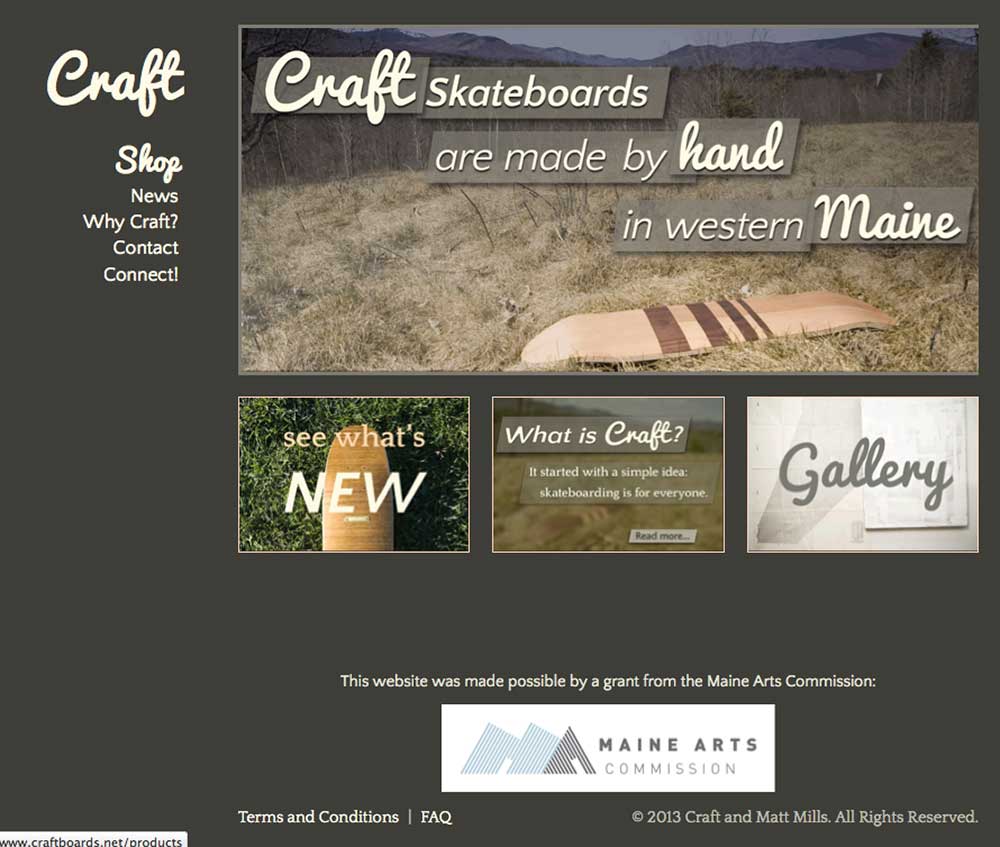 Craft
Shop
News
Why Craft?
Contact
Connect!
Craft Skateboards
are made by hand
in western Maine
see what's
NEW
What is Craft?
It started with a simple idea:
skateboarding is for everyone.
Read more...
Gallery
This website was made possible by a grant from the Maine Arts Commission:
MAINE ARTS
COMMISSION
Terms and Conditions | FAQ
© 2013 Craft and Matt Mills. All Rights Reserved.
www.craftboards.net/products